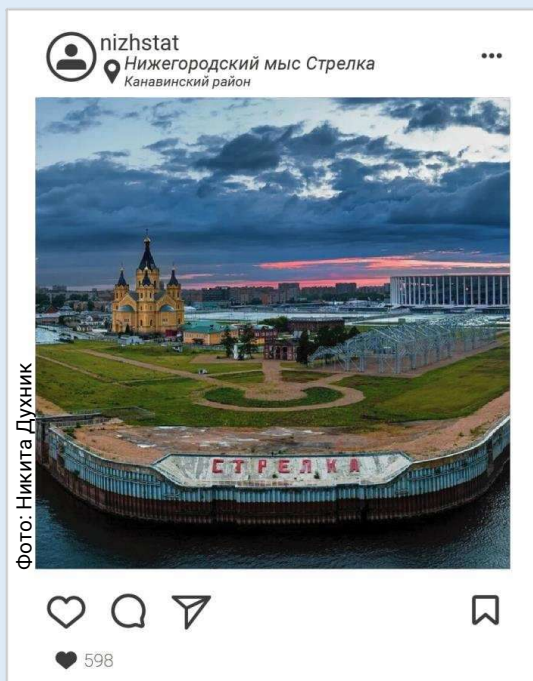 nizhstat
Нижегородский мыс Стрелка
Канавинский район
Фото: Никита Духник
СТРЕЛКА
598